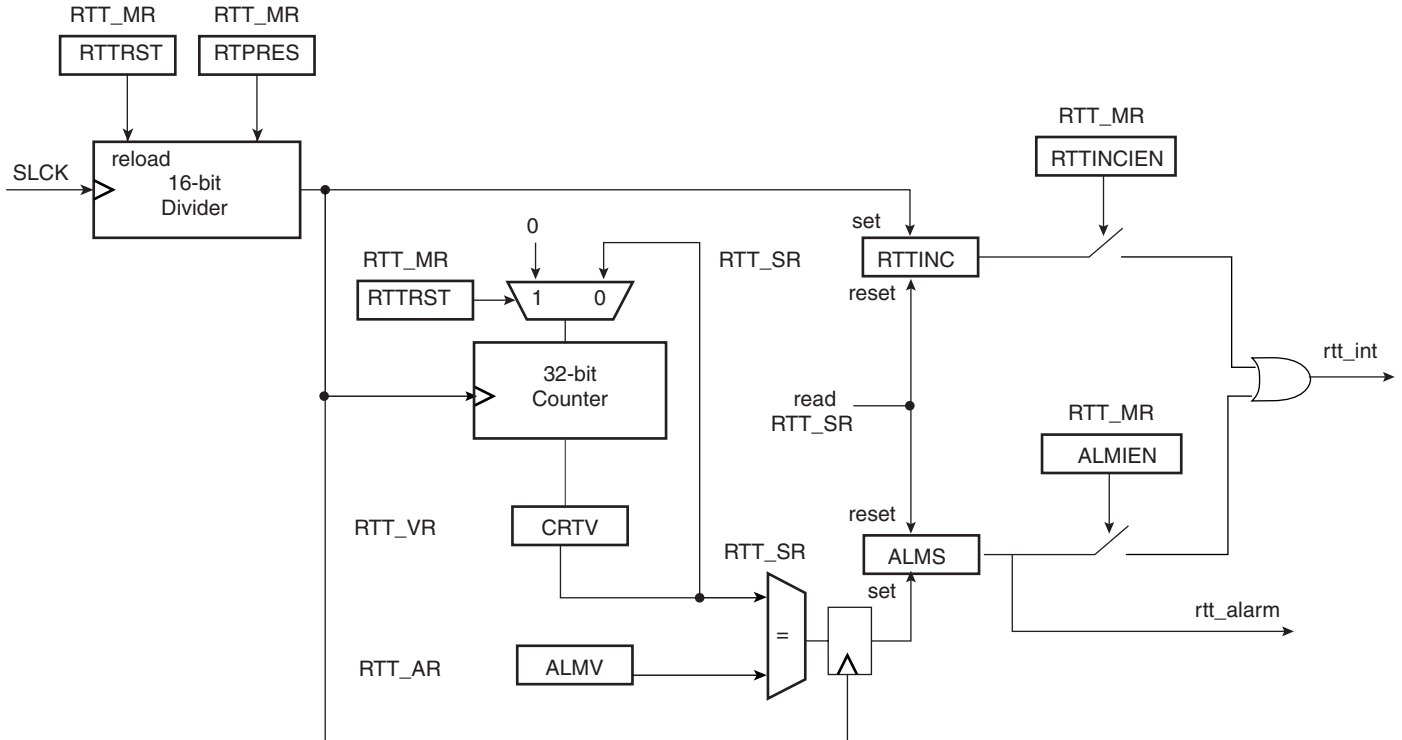 RTT_MR
RTT_MR
RTTRST
RTPRES
reload
SLCK
16-bit
Divider
RTT_MR
RTTINCIEN
0
set
RTT_MR
RTT_SR
RTTINC
RTTRST
1
0
reset
32-bit
Counter
rtt_int
read
RTT_SR
RTT_MR
ALMIEN
reset
RTT_VR
CRTV
RTT_SR
ALMS
set
rtt_alarm
=
RTT_AR
ALMV